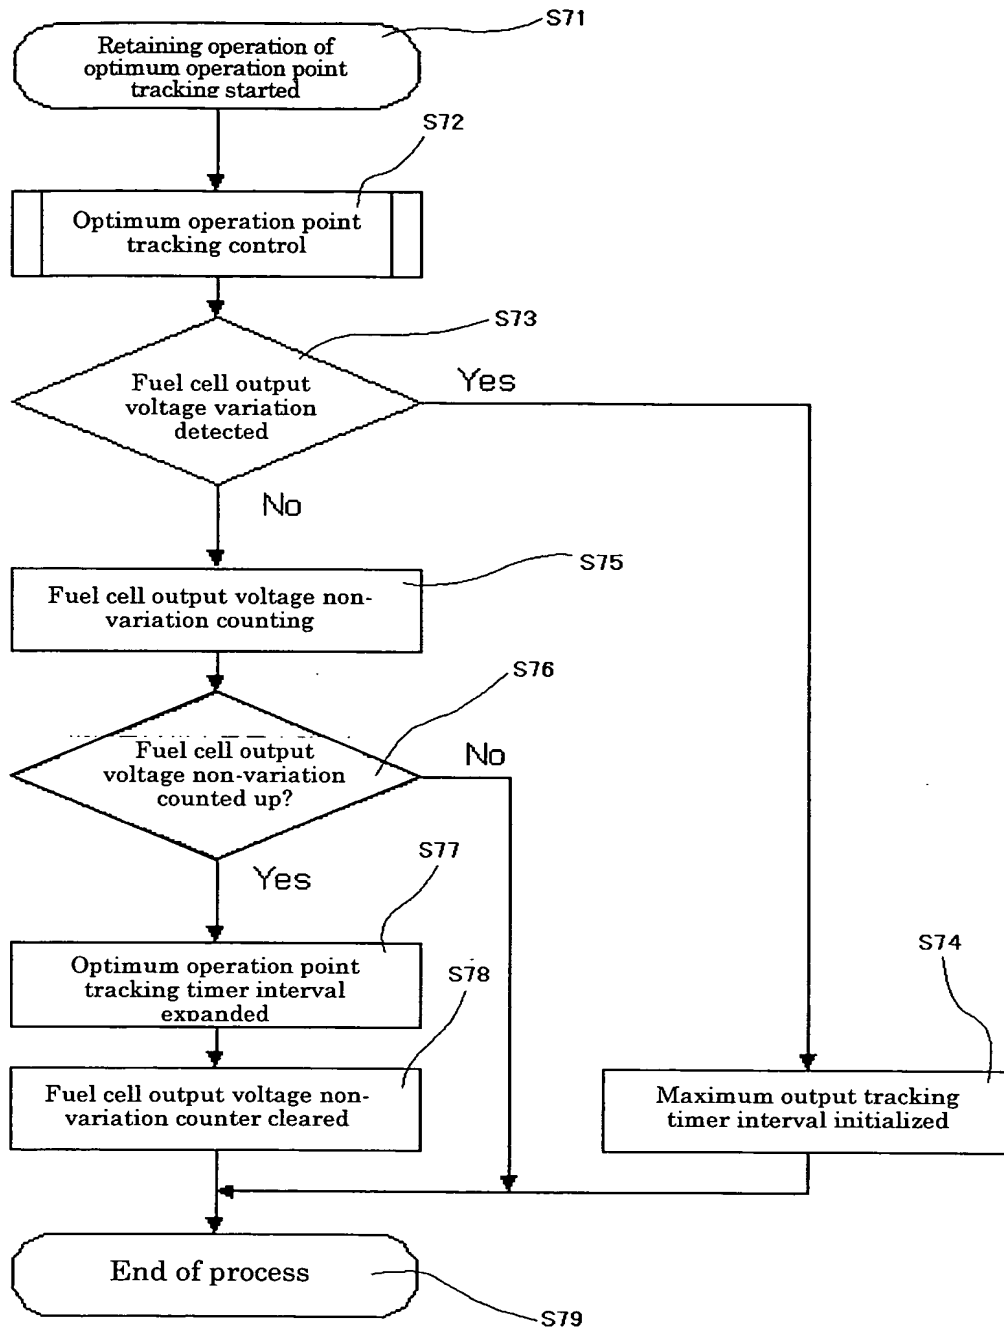 S71
Retaining operation of
optimum operation point
tracking started
S72
Optimum operation point
tracking control
S73
Fuel cell output
voltage variation
detected
Yes
No
S75
Fuel cell output voltage non-
variation counting
S76
Fuel cell output
voltage non-variation
counted up?
No
Yes
S77
Optimum operation point
tracking timer interval
expanded
S78
Fuel cell output voltage non-
variation counter cleared
S74
Maximum output tracking
timer interval initialized
End of process
S79